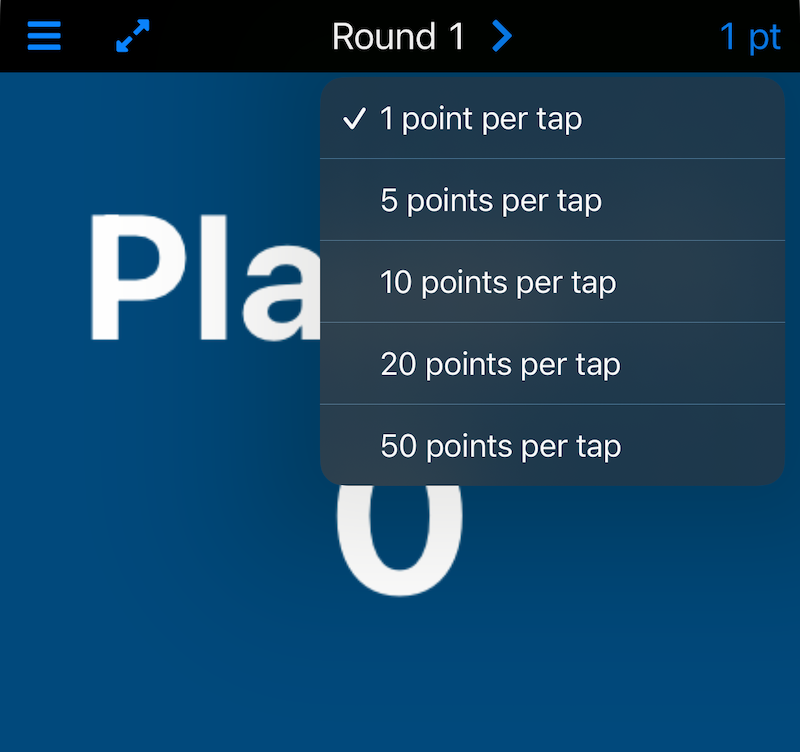 Round 1 1 pt
1 point per tap
5 points per tap
10 points per tap
20 points per tap
50 points per tap
Pla
0